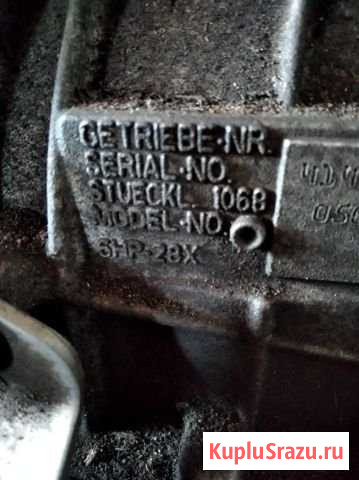 GETRIEBE-NR.
SERIAL-NO.
STUECKL. 1068
MODEL-NO.
6HP-28X
KupluSrazu.ru